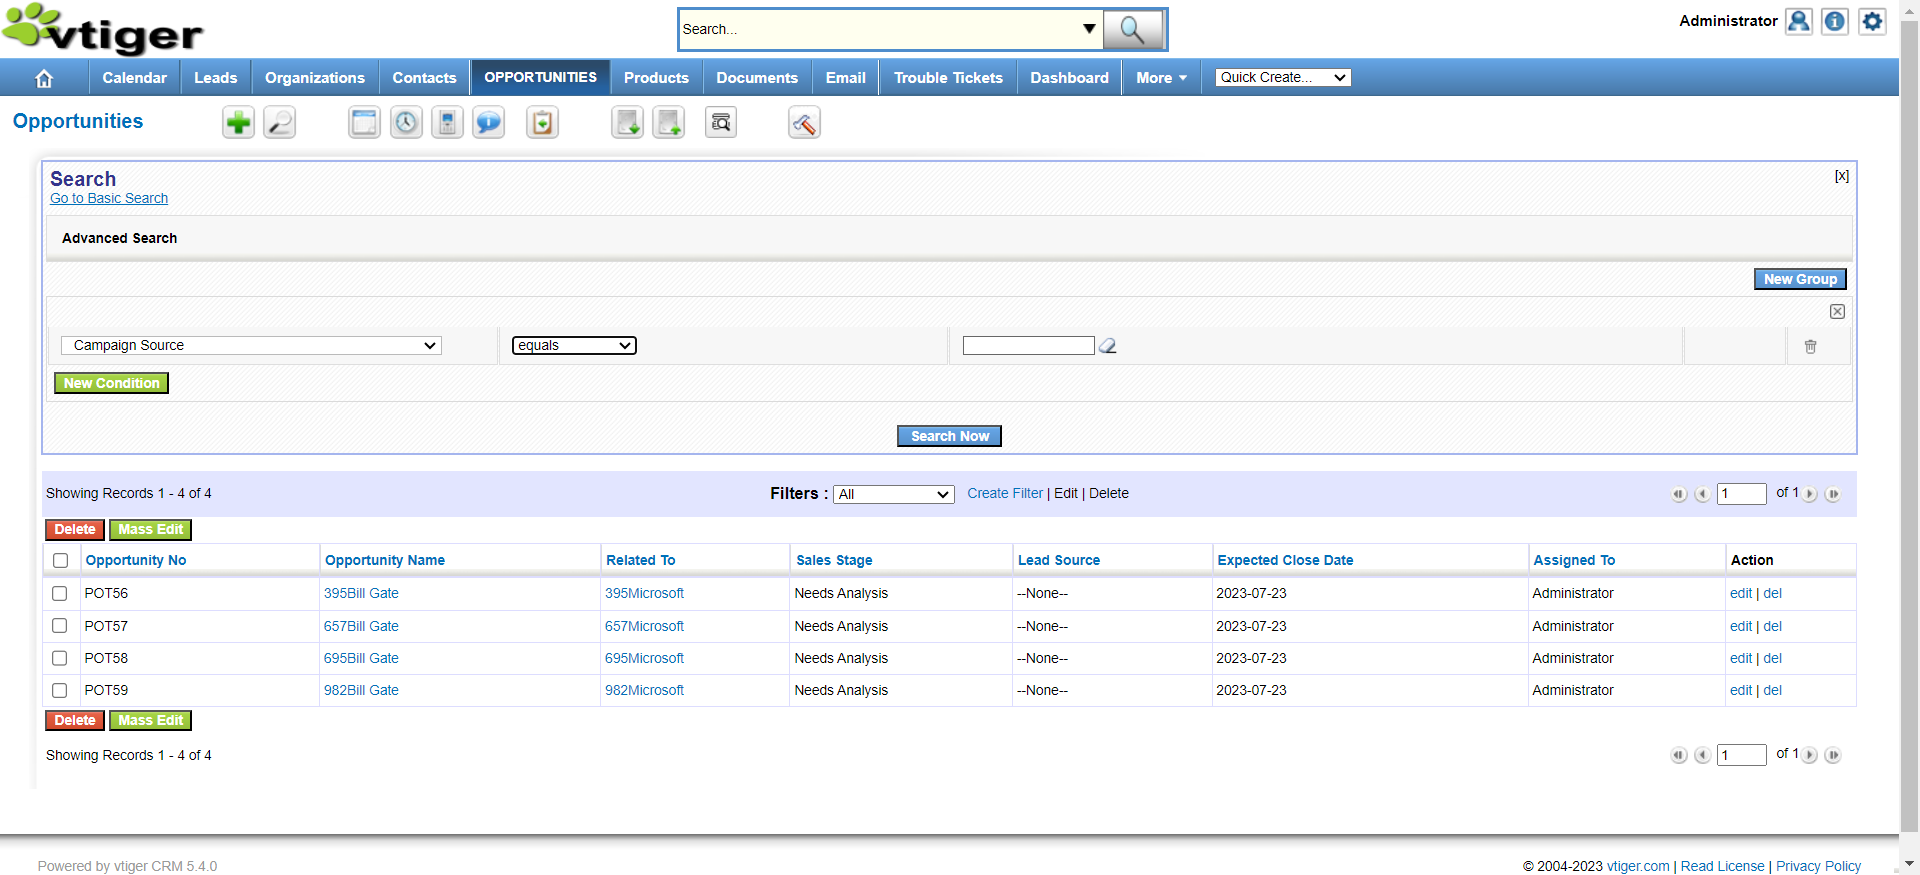 vtiger
Search...
Administrator
Calendar Leads Organizations Contacts OPPORTUNITIES Products Documents Email Trouble Tickets Dashboard More Quick Create...
Opportunities
Search
[x]
Go to Basic Search
Advanced Search
New Group
Campaign Source equals
New Condition
Search Now
Showing Records 1 - 4 of 4 Filters : All Create Filter | Edit | Delete 1 of 1
Delete Mass Edit
Opportunity No Opportunity Name Related To Sales Stage Lead Source Expected Close Date Assigned To Action
POT56 395Bill Gate 395Microsoft Needs Analysis --None-- 2023-07-23 Administrator edit | del
POT57 657Bill Gate 657Microsoft Needs Analysis --None-- 2023-07-23 Administrator edit | del
POT58 695Bill Gate 695Microsoft Needs Analysis --None-- 2023-07-23 Administrator edit | del
POT59 982Bill Gate 982Microsoft Needs Analysis --None-- 2023-07-23 Administrator edit | del
Delete Mass Edit
Showing Records 1 - 4 of 4 1 of 1
Powered by vtiger CRM 5.4.0 © 2004-2023 vtiger.com | Read License | Privacy Policy